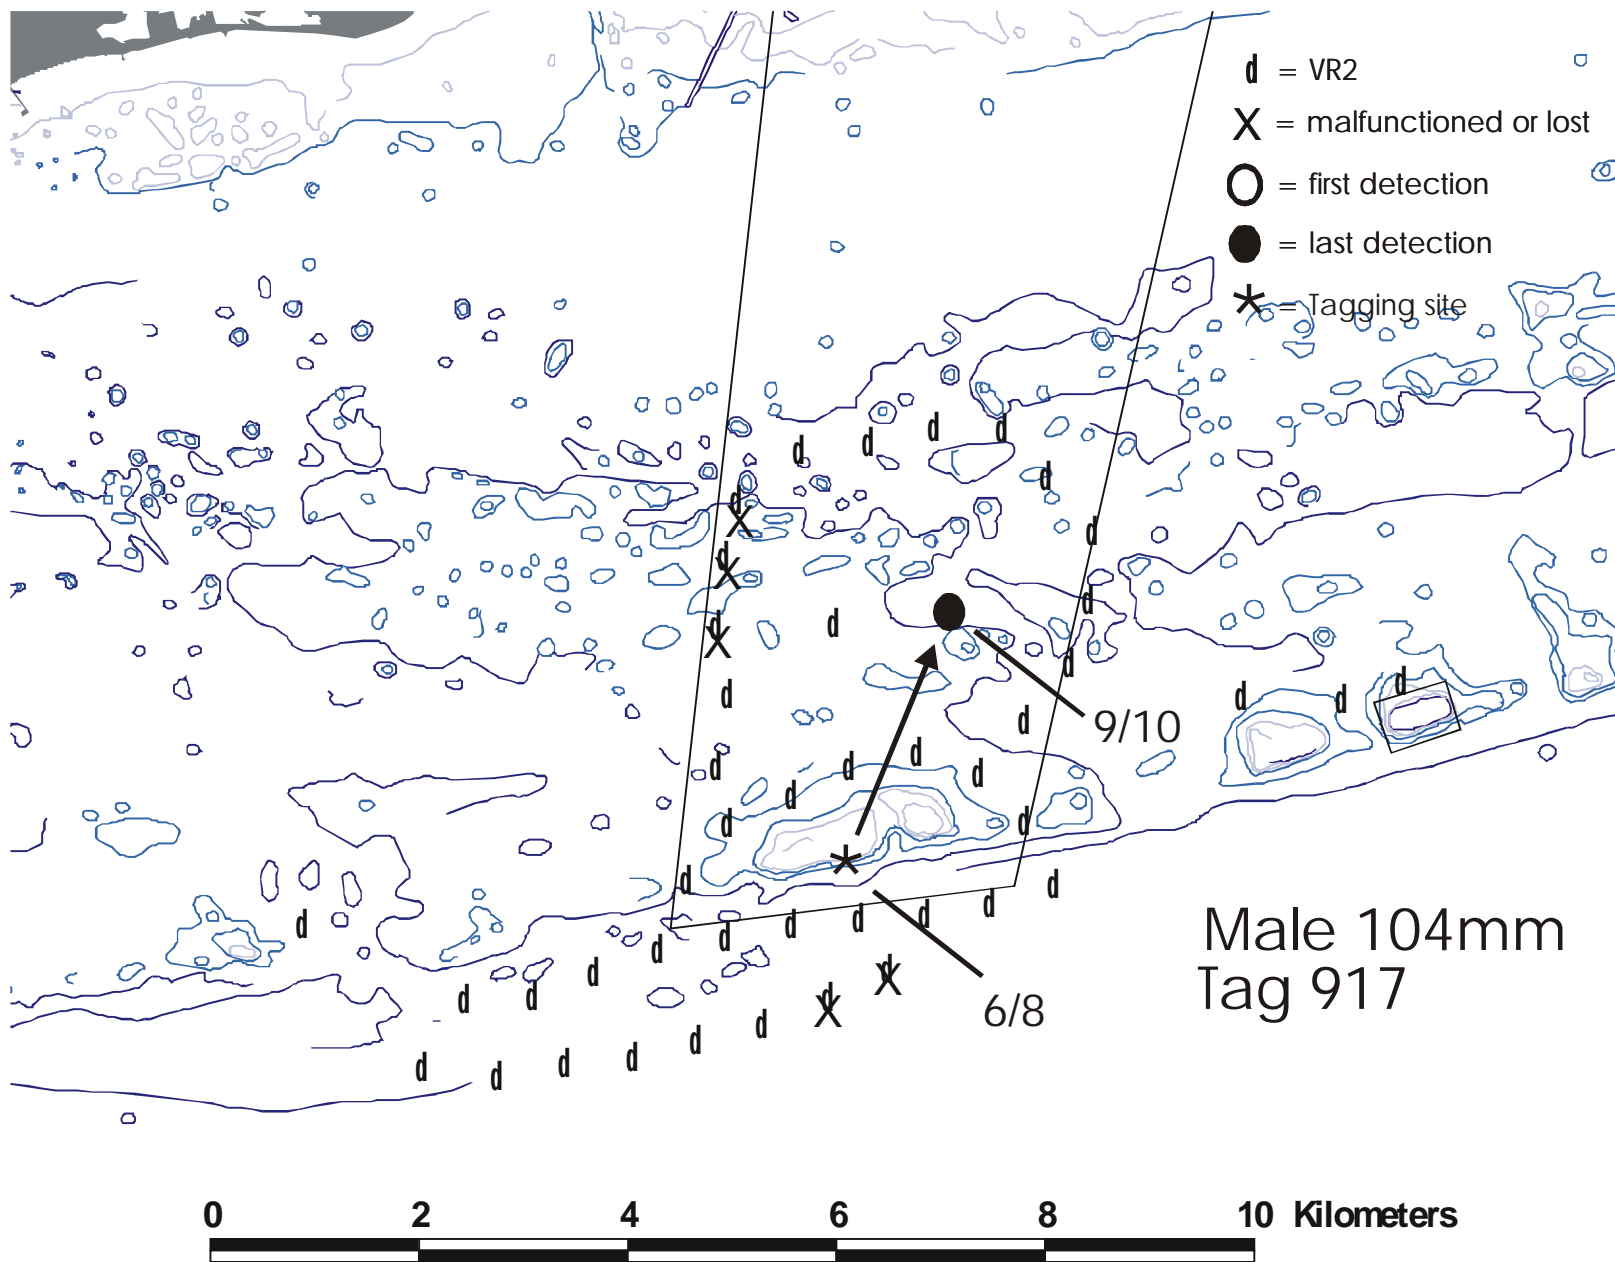 d = VR2
X = malfunctioned or lost
= first detection
= last detection
* = Tagging site
d d d d
d
d
d
d
d
d d
d
d
d
d d d
d
d
d
d
d
d d
d
d
d
d
d
d
d
d d d d d d
d
d
d
d
d d
d
d
d
d
d
d
d
X
X
X
X
X
*
9/10
6/8
Male 104mm
Tag 917
0 2 4 6 8 10 Kilometers